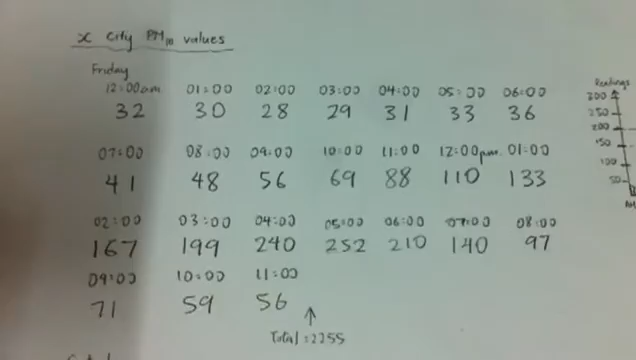 x City PM10 values
Friday
12:00am 01:00 02:00 03:00 04:00 05:00 06:00
32 30 28 29 31 33 36
07:00 08:00 09:00 10:00 11:00 12:00pm. 01:00
41 48 56 69 88 110 133
02:00 03:00 04:00 05:00 06:00 07:00 08:00
167 199 240 252 210 140 97
09:00 10:00 11:00
71 59 56
Total: 2255
Readings
300
250
200
150
100
50